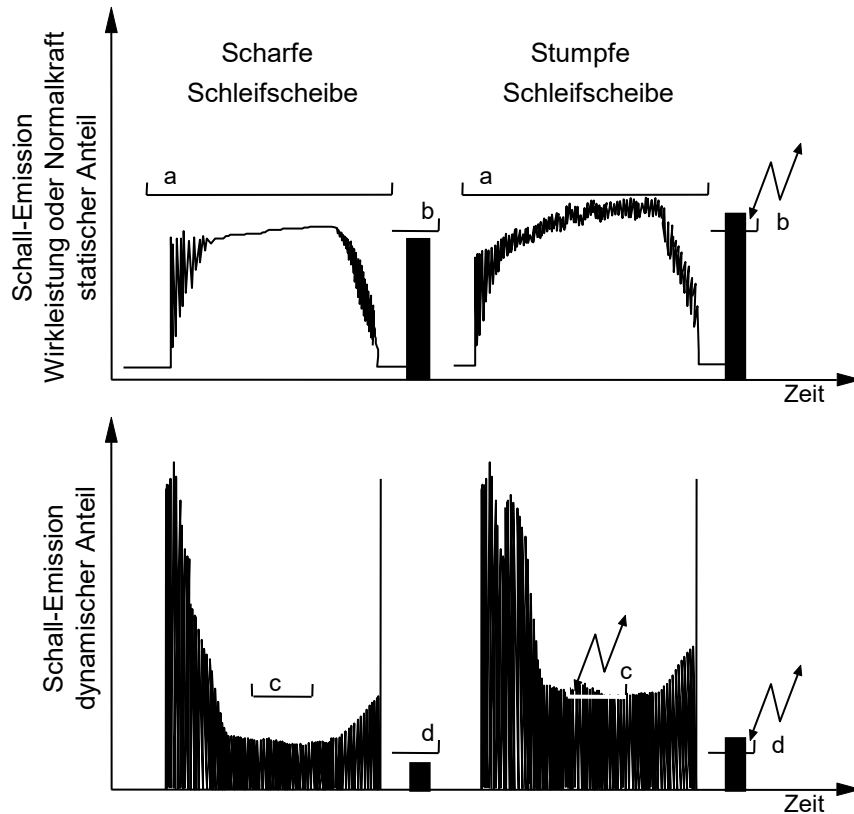 Scharfe
Schleifscheibe
Stumpfe
Schleifscheibe
Schall-Emission
Wirkleistung oder Normalkraft
statischer Anteil
a
b
a
b
Zeit
Schall-Emission
dynamischer Anteil
c
d
c
d
Zeit